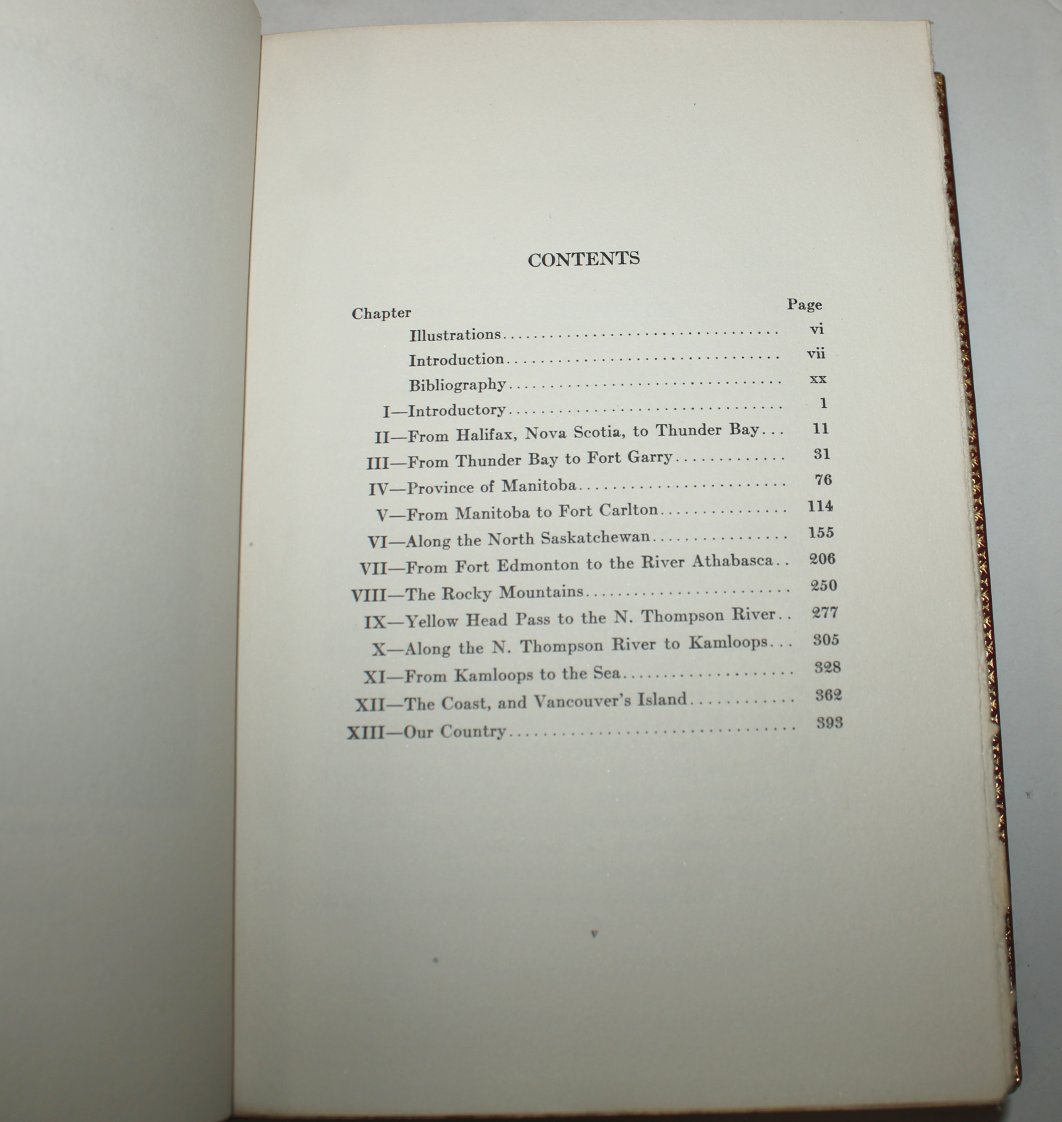 CONTENTS
Chapter Page
Illustrations................................ vi
Introduction................................ vii
Bibliography................................ xx
I—Introductory................................ 1
II—From Halifax, Nova Scotia, to Thunder Bay... 11
III—From Thunder Bay to Fort Garry............. 31
IV—Province of Manitoba........................ 76
V—From Manitoba to Fort Carlton............... 114
VI—Along the North Saskatchewan................ 155
VII—From Fort Edmonton to the River Athabasca.. 206
VIII—The Rocky Mountains........................ 250
IX—Yellow Head Pass to the N. Thompson River.. 277
X—Along the N. Thompson River to Kamloops... 305
XI—From Kamloops to the Sea.................... 328
XII—The Coast, and Vancouver's Island............ 362
XIII—Our Country................................ 393
v